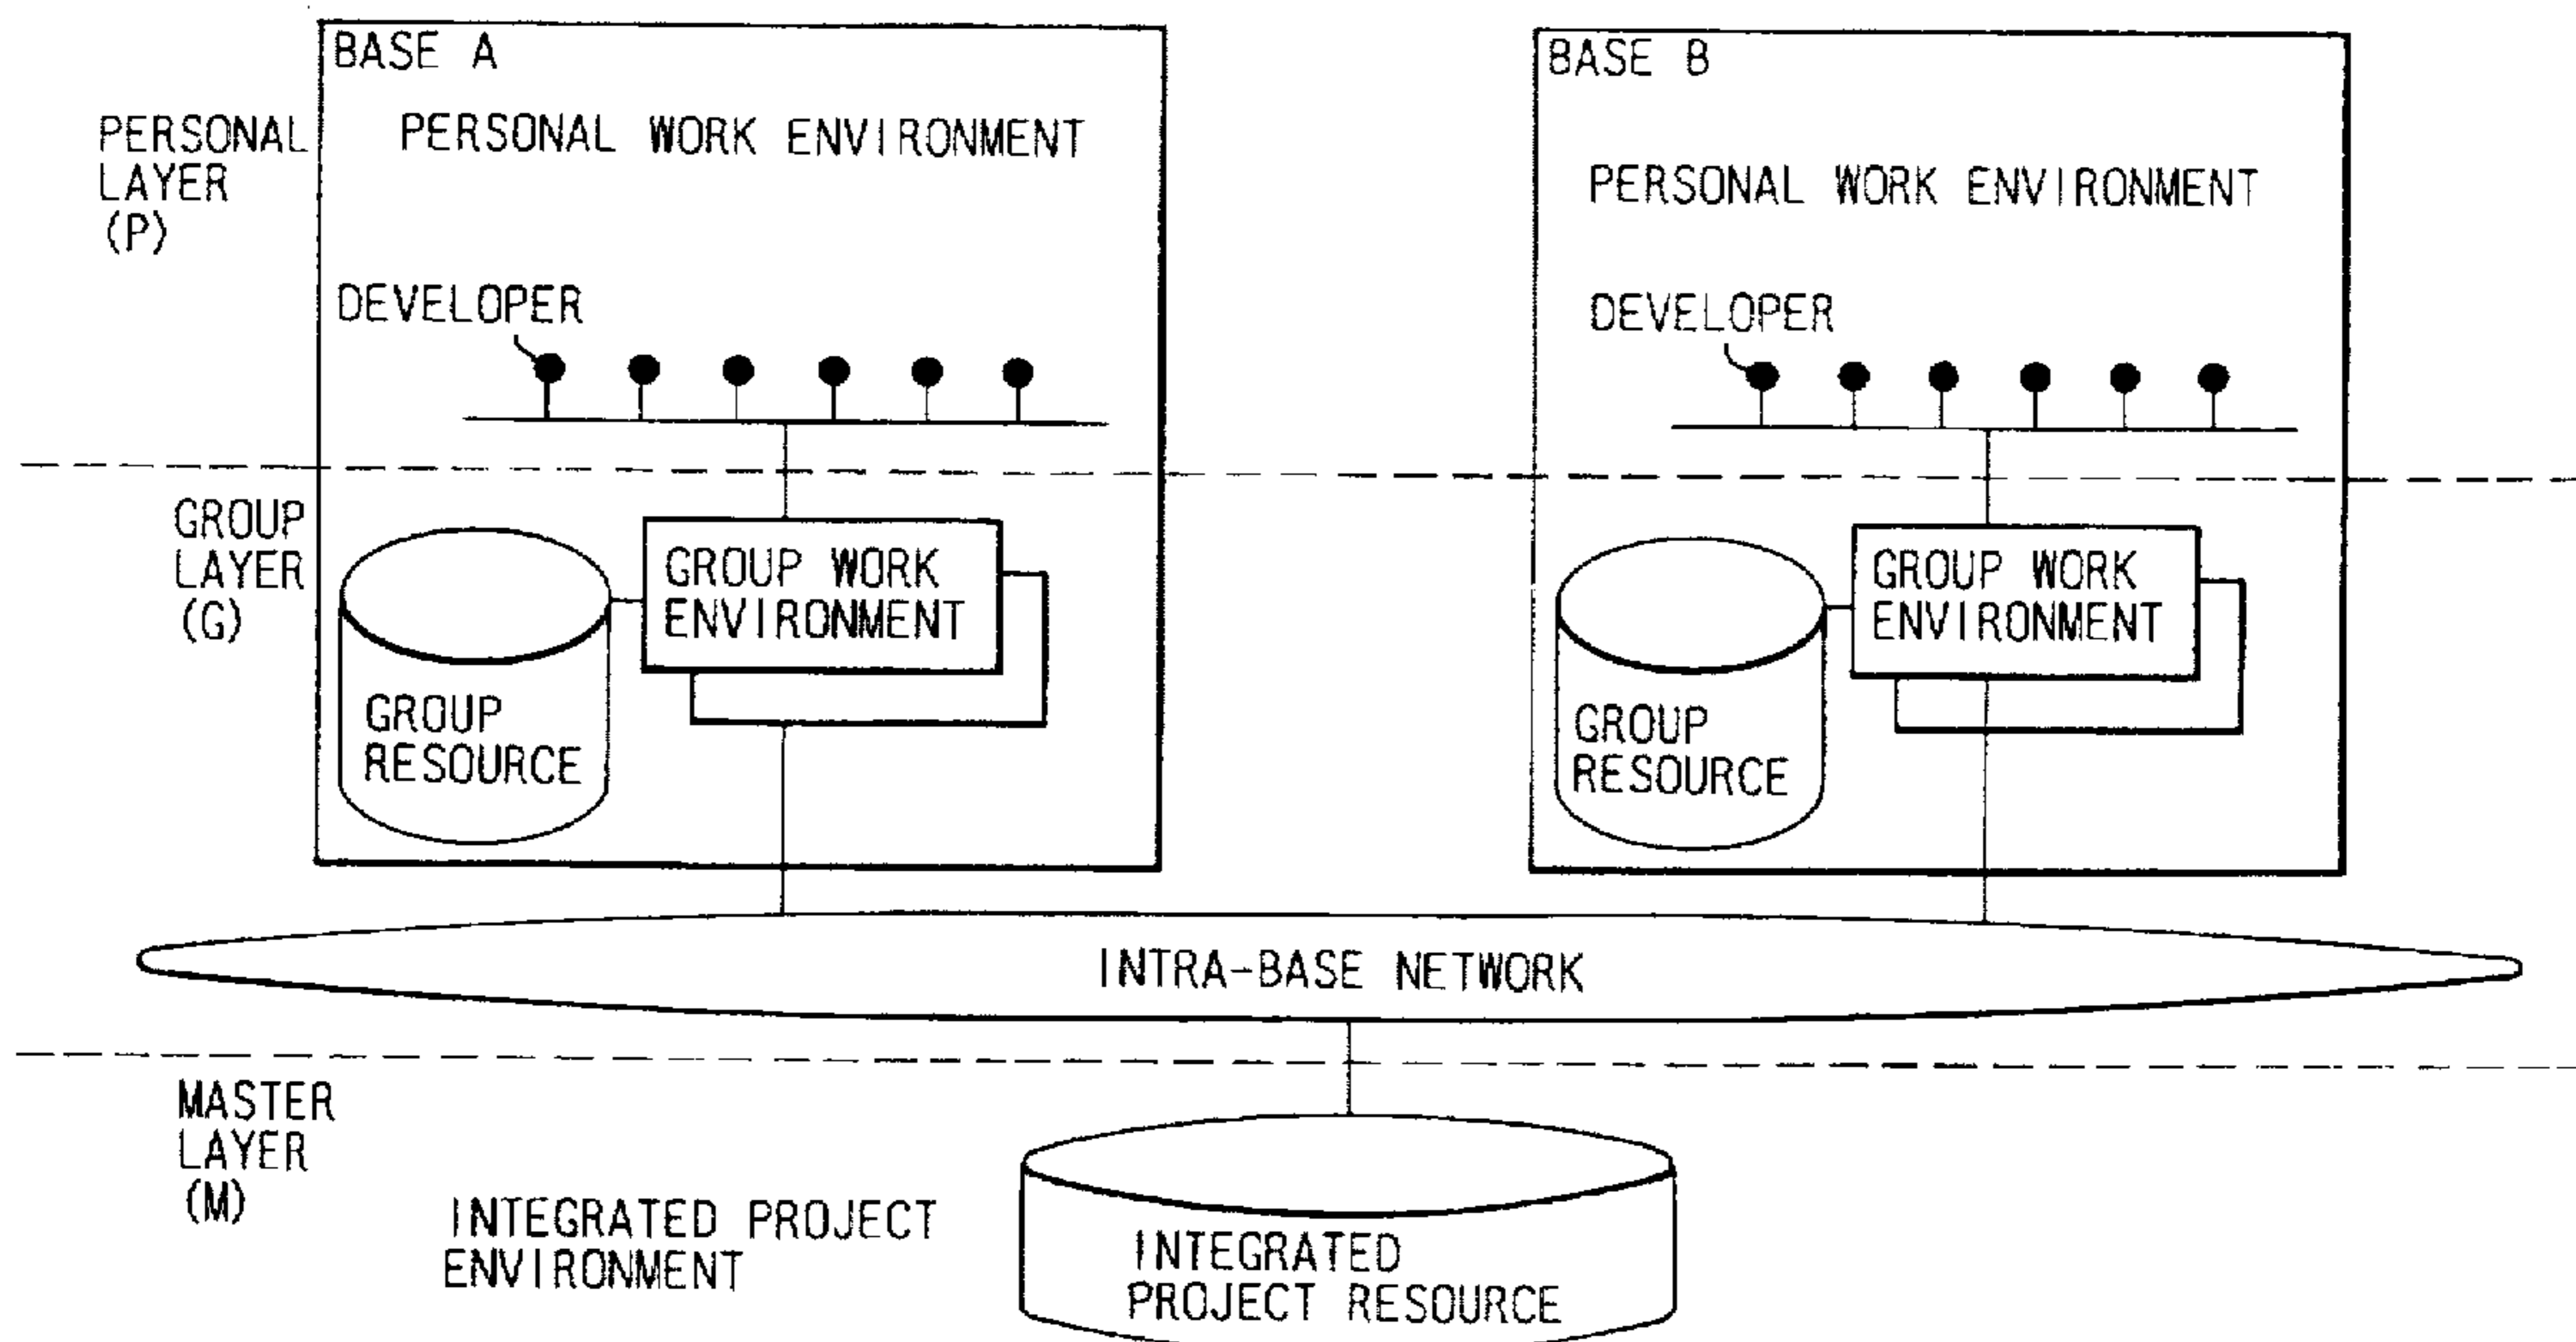 BASE A
BASE B
PERSONAL
LAYER
(P)
PERSONAL WORK ENVIRONMENT
PERSONAL WORK ENVIRONMENT
DEVELOPER
DEVELOPER
GROUP
LAYER
(G)
GROUP WORK
ENVIRONMENT
GROUP
RESOURCE
GROUP WORK
ENVIRONMENT
GROUP
RESOURCE
INTRA-BASE NETWORK
MASTER
LAYER
(M)
INTEGRATED PROJECT
ENVIRONMENT
INTEGRATED
PROJECT RESOURCE